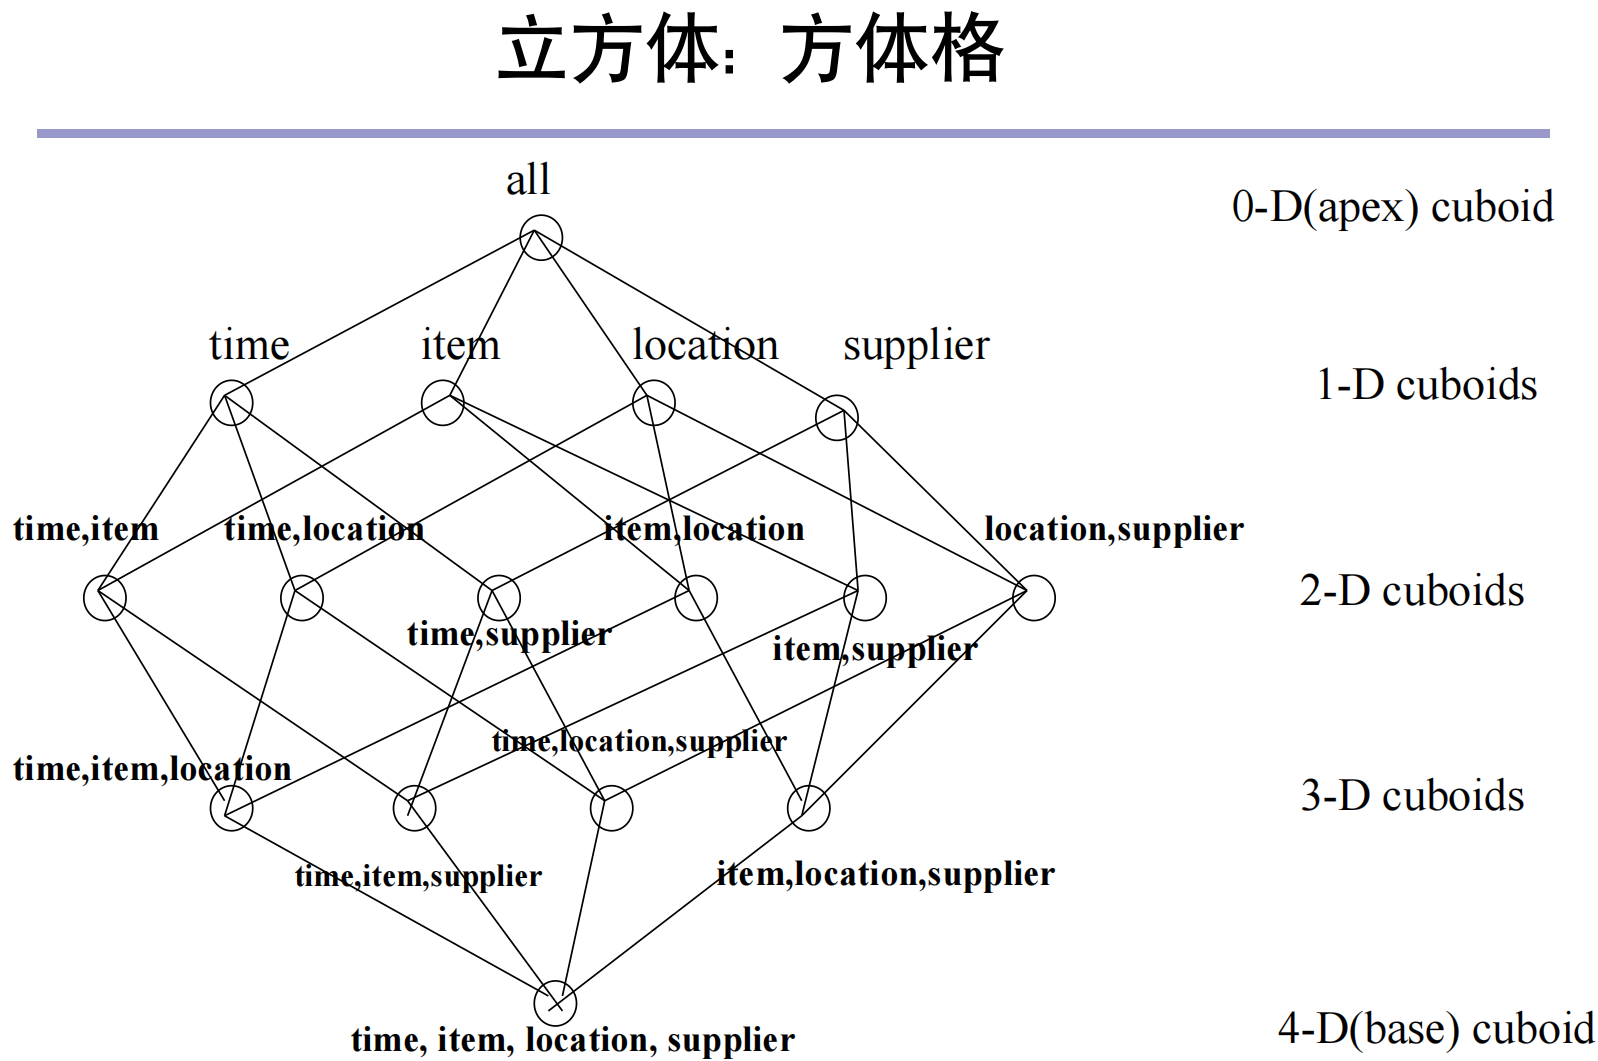 立方体：方体格
all
0-D(apex) cuboid
time
item
location
supplier
1-D cuboids
time,item
time,location
item,location
location,supplier
2-D cuboids
time,supplier
item,supplier
time,location,supplier
time,item,location
3-D cuboids
time,item,supplier
item,location,supplier
time, item, location, supplier
4-D(base) cuboid